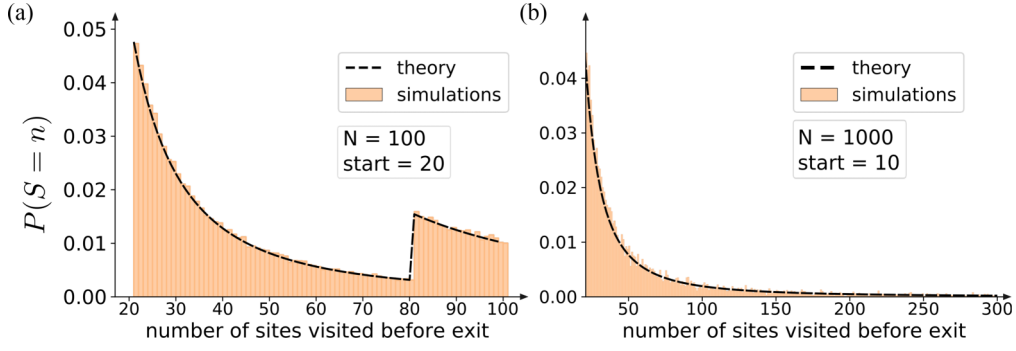 (a)
0.05
0.04
0.03
0.02
0.01
0.00
P(S = n)
theory
simulations
N = 100
start = 20
20 30 40 50 60 70 80 90 100
number of sites visited before exit
(b)
0.04
0.03
0.02
0.01
0.00
theory
simulations
N = 1000
start = 10
50 100 150 200 250 300
number of sites visited before exit